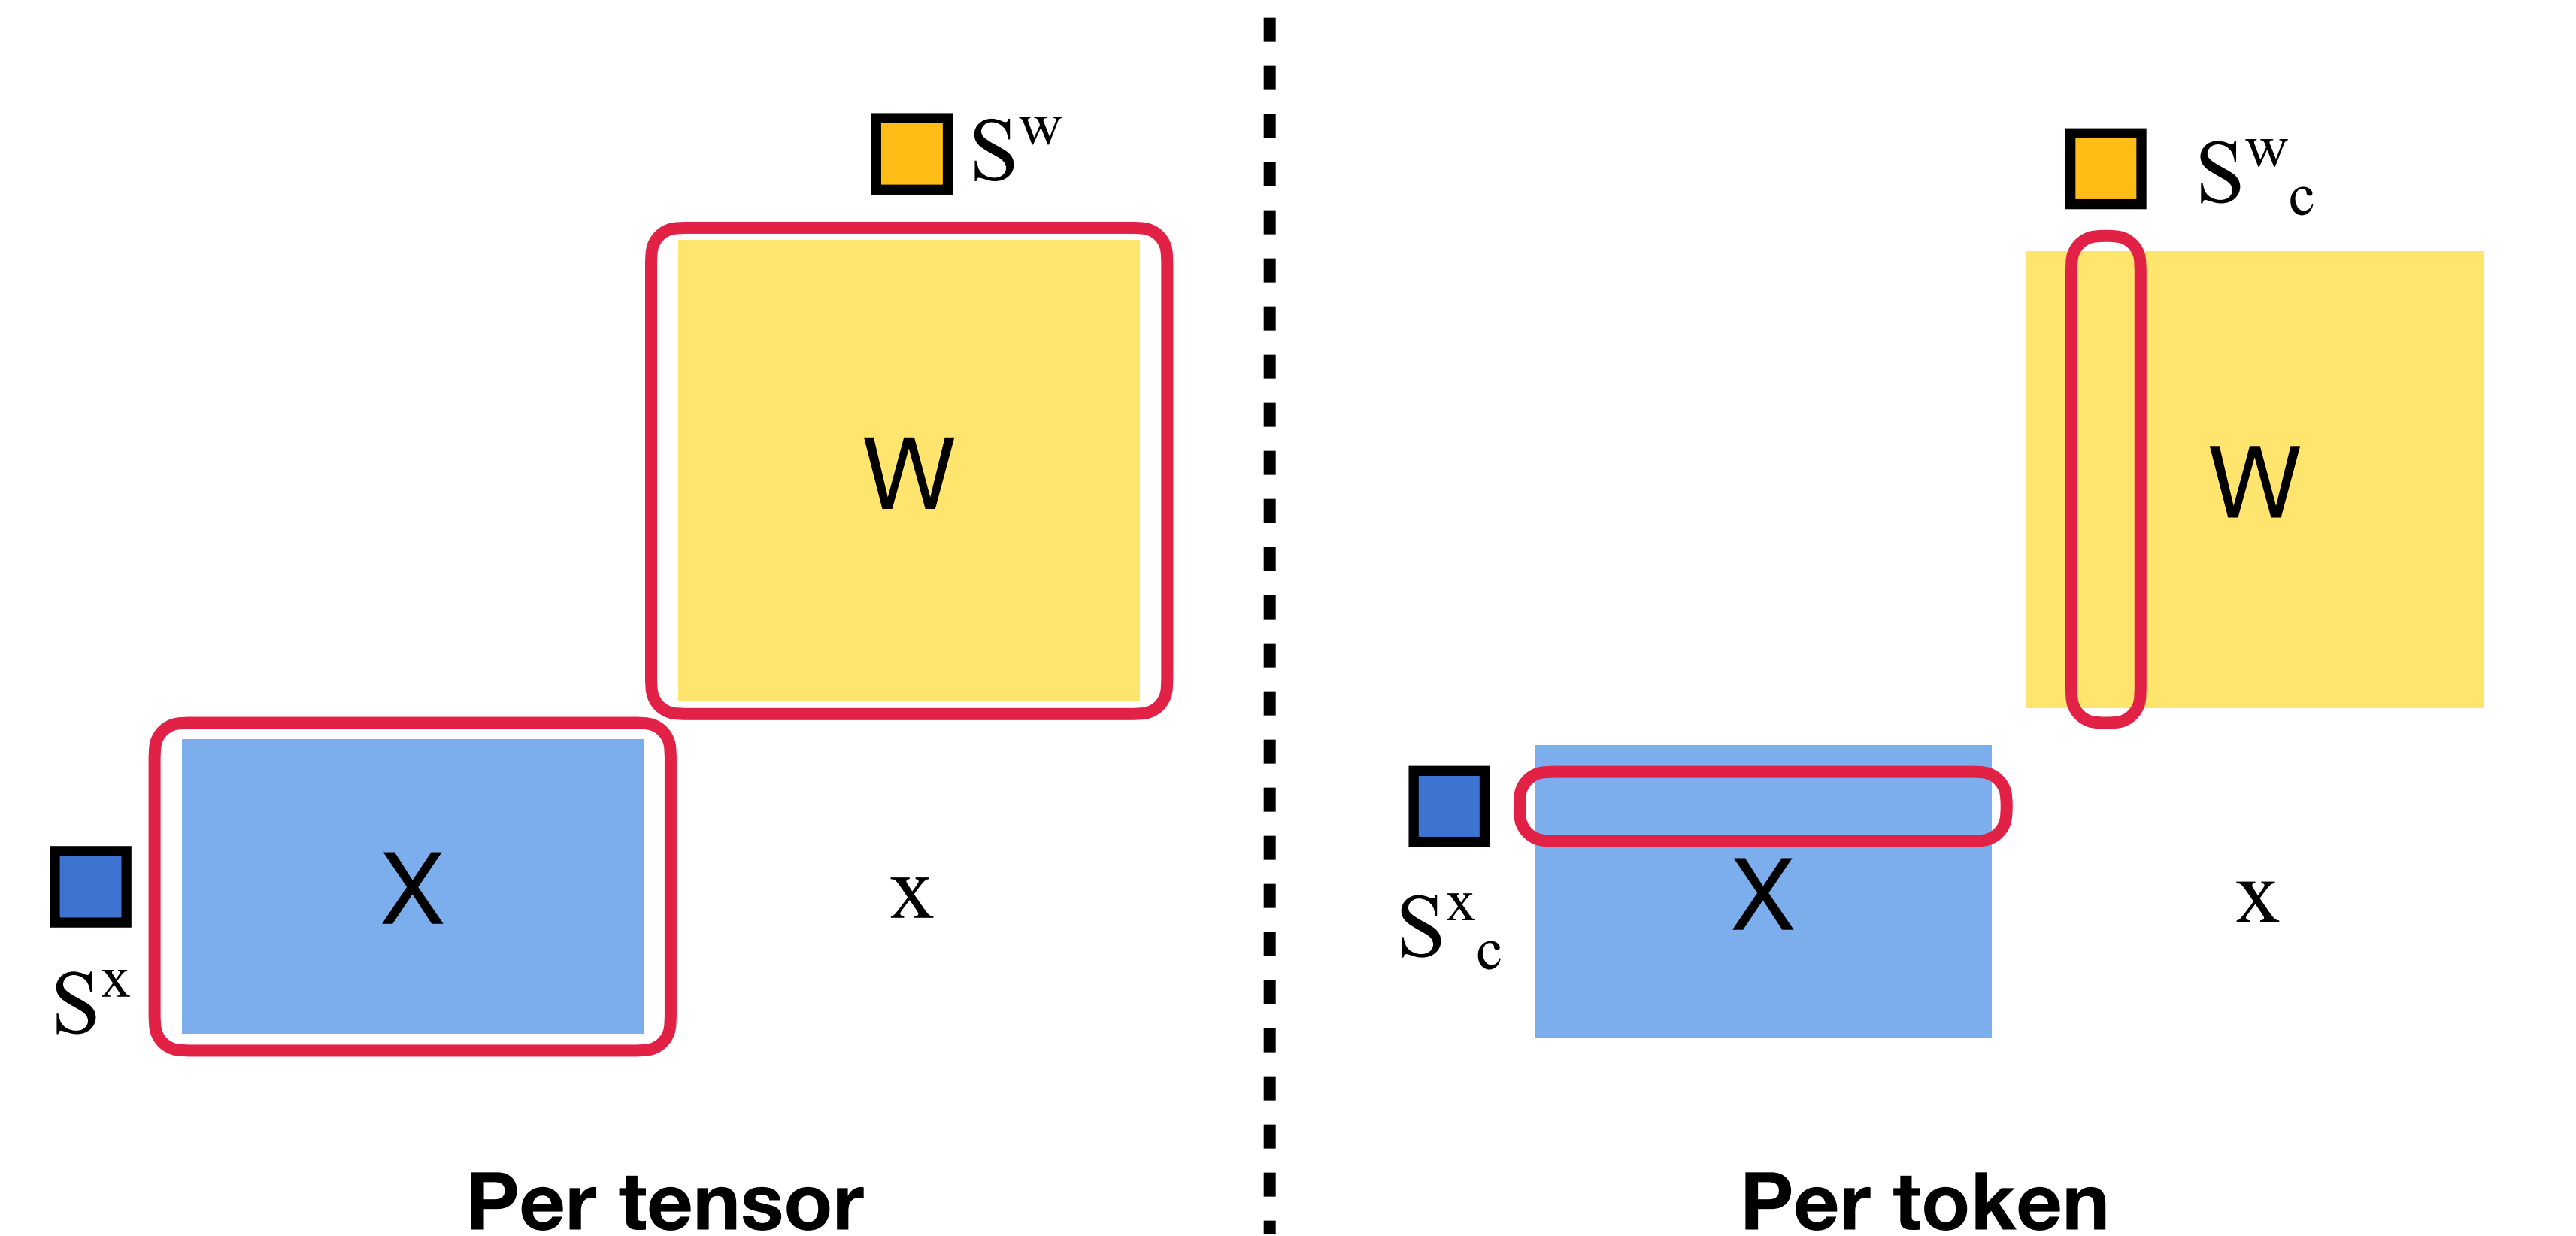 S^w
W
X
S^x
x
Per tensor
S^w_c
W
X
S^x_c
x
Per token